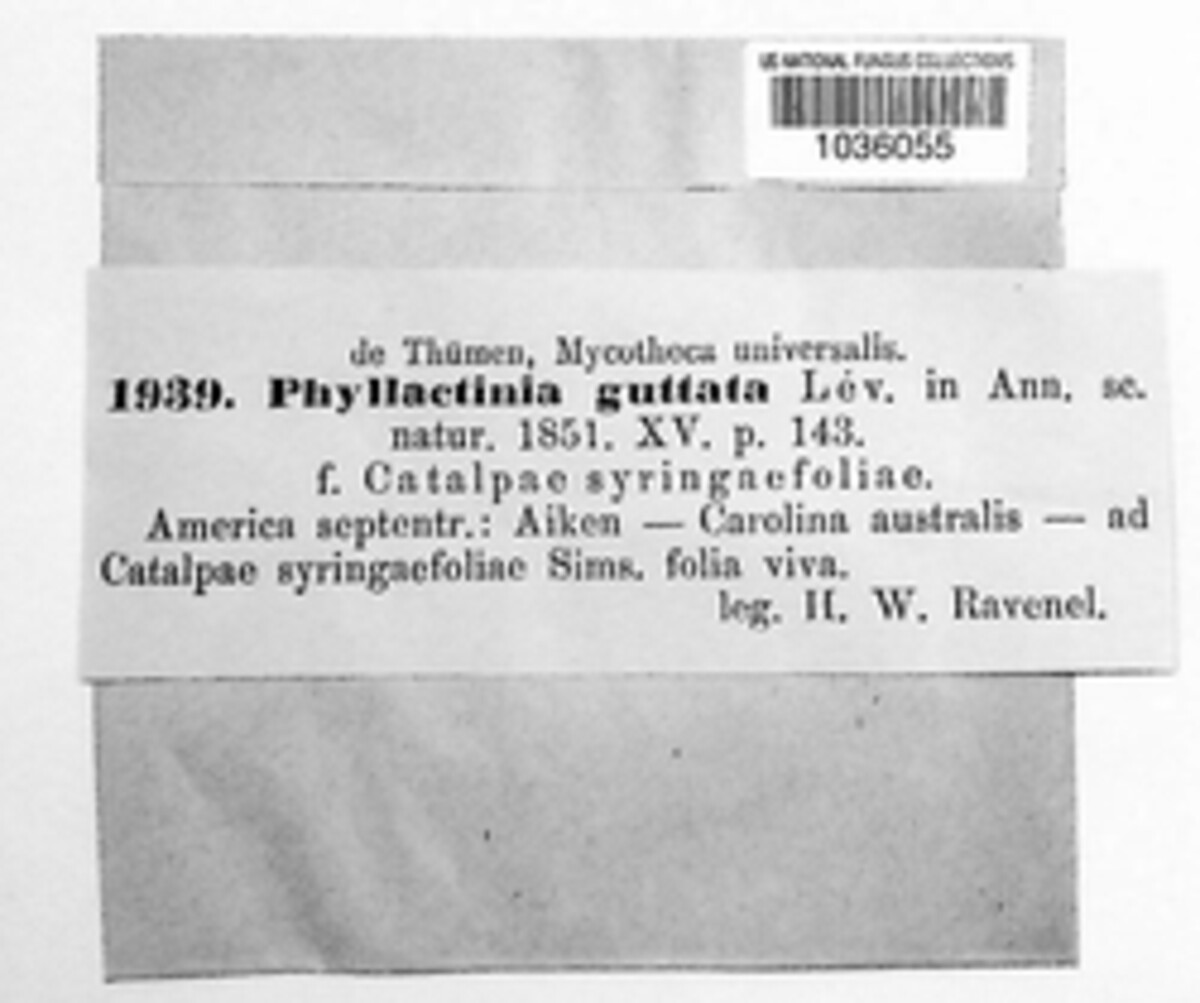 US NATIONAL FUNGUS COLLECTIONS
1036055
de Thümen, Mycotheca universalis.
1939. Phyllactinia guttata Lév. in Ann. sc.
natur. 1851. XV. p. 143.
f. Catalpae syringaefoliae.
America septentr.: Aiken — Carolina australis — ad
Catalpae syringaefoliae Sims. folia viva.
leg. H. W. Ravenel.